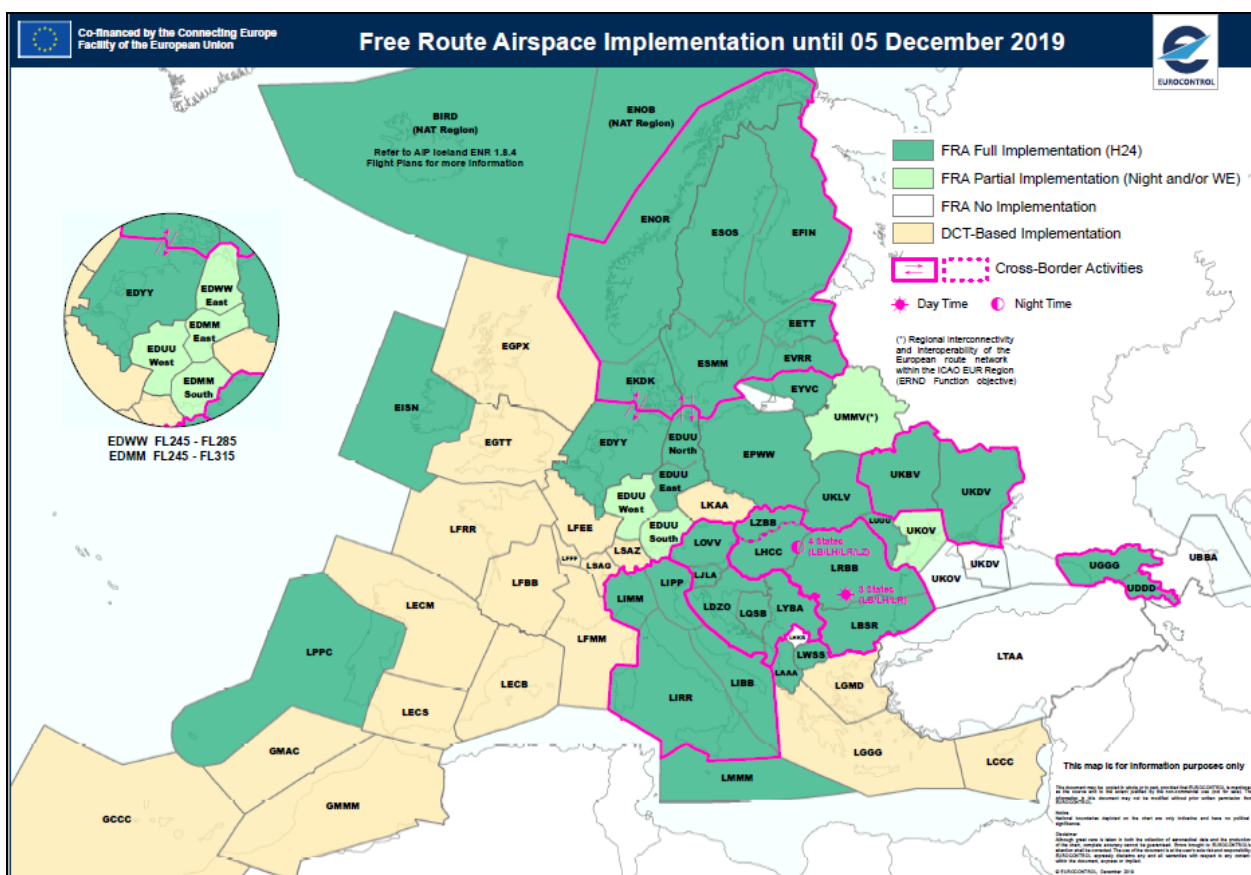 Co-financed by the Connecting Europe
Facility of the European Union
Free Route Airspace Implementation until 05 December 2019
EUROCONTROL
BIRD
(NAT Region)
Refer to AIP Iceland ENR 1.8.4
Flight Plans for more information
ENOB
(NAT Region)
FRA Full Implementation (H24)
FRA Partial Implementation (Night and/or WE)
FRA No Implementation
DCT-Based Implementation
Cross-Border Activities
Day Time
Night Time
(*) Regional interconnectivity
and interoperability of the
European route network
within the ICAO EUR Region
(ERND Function objective)
EDYY
EDWW
East
EDMM
East
EDUU
West
EDMM
South
EDWW FL245 - FL285
EDMM FL245 - FL315
ENOR
ESOS
EFIN
EETT
EVRR
ESMM
EYVC
EKDK
UMMV(*)
EGPX
EISN
EGTT
EDYY
EDUU
North
EDUU
East
EPWW
UKBV
UKDV
UKLV
EDUU
West
EDUU
South
LKAA
LZBB
LUUU
UKOV
LFRR
LFEE
LFFF
LSAZ
LSAG
LOVV
LHCC
4 States
(LB/LH/LR/LZ)
LRBB
UKOV
UKDV
UGGG
UBBA
UDDD
LFBB
LIMM
LIPP
LJLA
LDZO
LQSB
LYBA
3 States
(LB/LH/LR)
LBSR
LECM
LFMM
LPPC
LECB
LECS
LIRR
LIBB
LWSS
LAAA
LGMD
LTAA
GMAC
LGGG
LCCC
LMMM
GCCC
GMMM
This map is for information purposes only
Notice
Disclaimer
© EUROCONTROL, December 2019